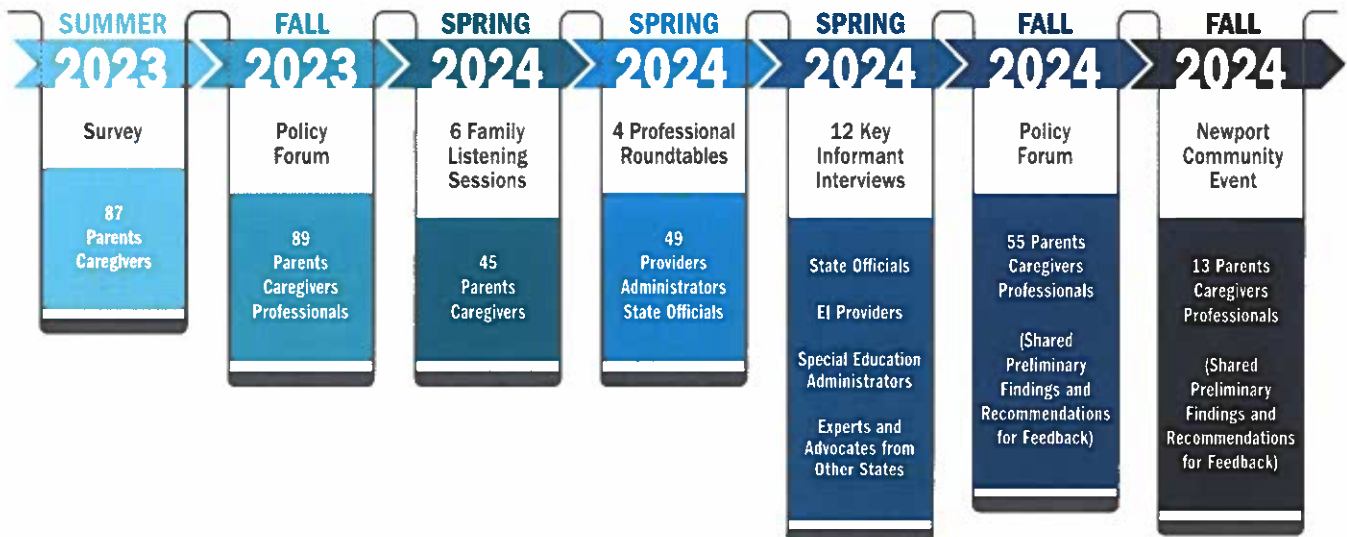 SUMMER
2023
Survey
87
Parents
Caregivers
FALL
2023
Policy
Forum
89
Parents
Caregivers
Professionals
SPRING
2024
6 Family
Listening
Sessions
45
Parents
Caregivers
SPRING
2024
4 Professional
Roundtables
49
Providers
Administrators
State Officials
SPRING
2024
12 Key
Informant
Interviews
State Officials
EI Providers
Special Education
Administrators
Experts and
Advocates from
Other States
FALL
2024
Policy
Forum
55 Parents
Caregivers
Professionals
(Shared
Preliminary
Findings and
Recommendations
for Feedback)
FALL
2024
Newport
Community
Event
13 Parents
Caregivers
Professionals
(Shared
Preliminary
Findings and
Recommendations
for Feedback)